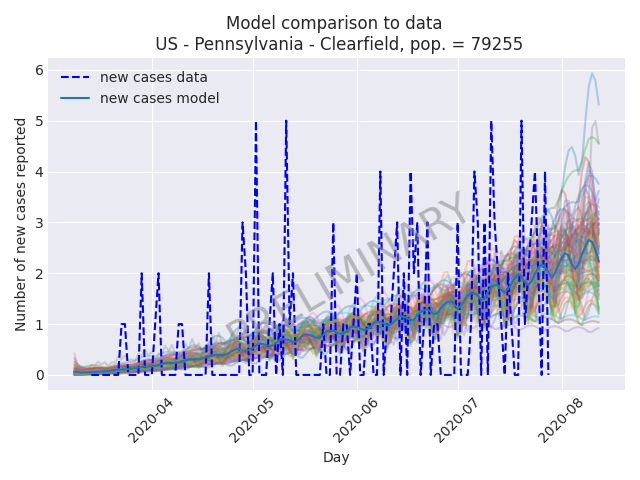 Model comparison to data
US - Pennsylvania - Clearfield, pop. = 79255
new cases data
new cases model
PRELIMINARY
Number of new cases reported
6
5
4
3
2
1
0
2020-04
2020-05
2020-06
2020-07
2020-08
Day